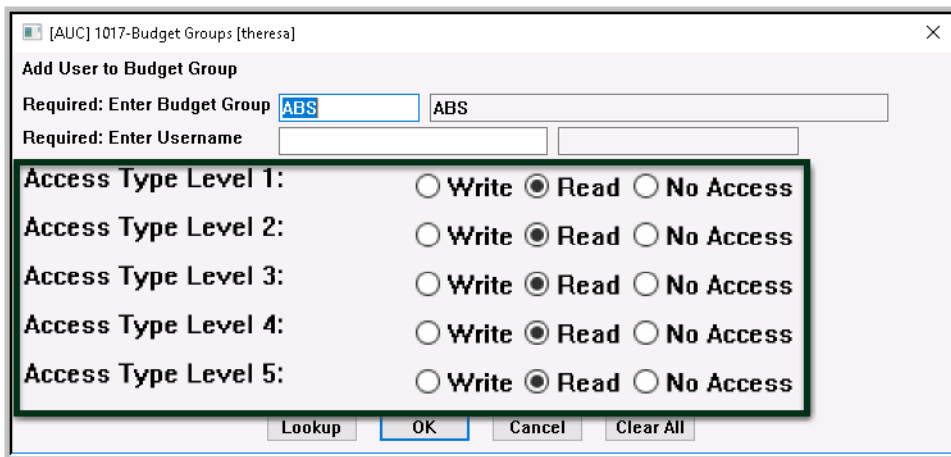 [AUC] 1017-Budget Groups [theresa]
Add User to Budget Group
Required: Enter Budget Group ABS ABS
Required: Enter Username
Access Type Level 1: Write Read No Access
Access Type Level 2: Write Read No Access
Access Type Level 3: Write Read No Access
Access Type Level 4: Write Read No Access
Access Type Level 5: Write Read No Access
Lookup OK Cancel Clear All